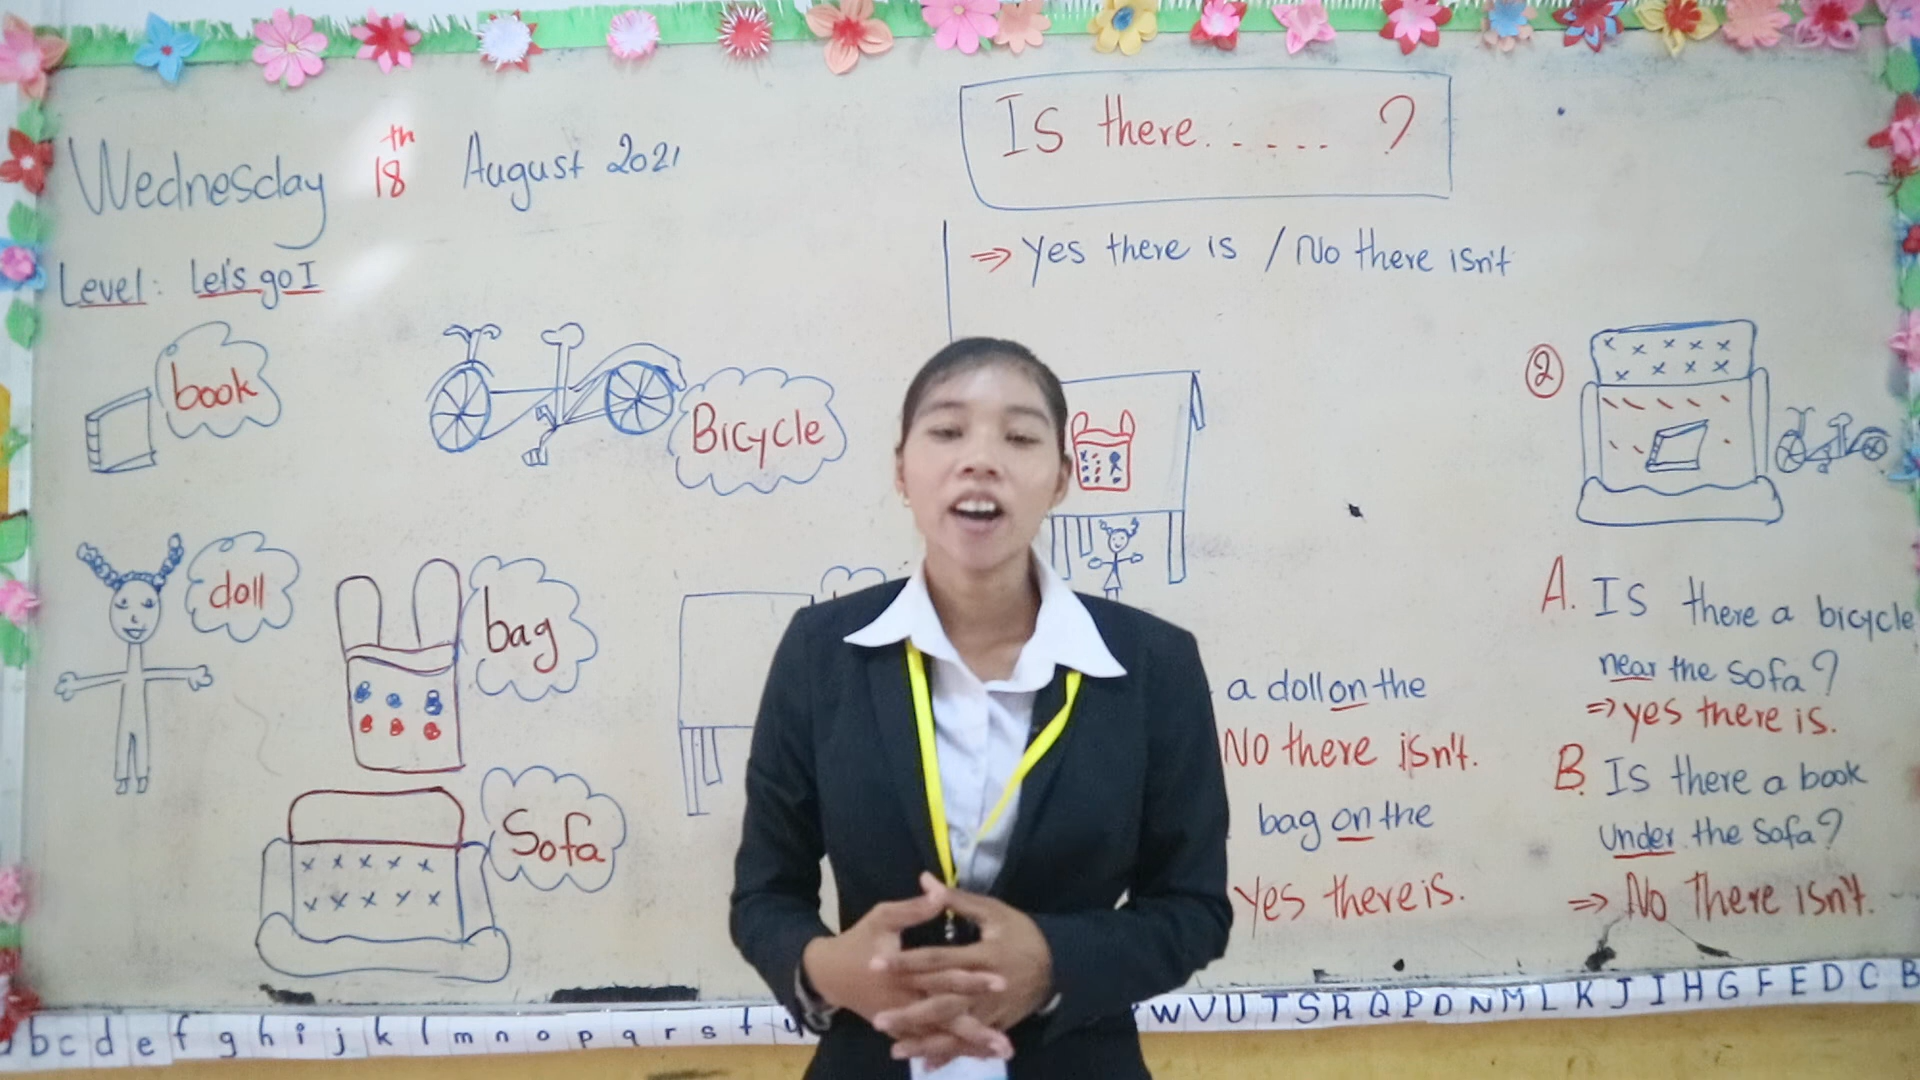 Wednesday 18th August 2021
Level: Let's go I
book
Bicycle
doll
bag
Sofa
Is there. . . . . ?
⇒ Yes there is / No there isn't
a doll on the
No there isn't.
bag on the
Yes there is.
2
A. Is there a bicycle
near the sofa?
⇒ yes there is.
B. Is there a book
under the sofa?
⇒ No there isn't.
b c d e f g h i j k l m n o p q r s t u
W V U T S R Q P O N M L K J I H G F E D C B